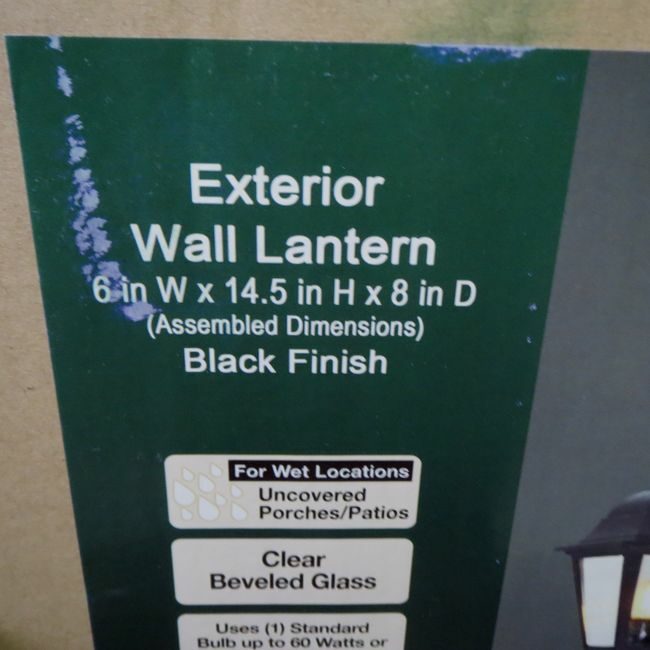 Exterior
Wall Lantern
6 in W x 14.5 in H x 8 in D
(Assembled Dimensions)
Black Finish
For Wet Locations
Uncovered
Porches/Patios
Clear
Beveled Glass
Uses (1) Standard
Bulb up to 60 Watts or